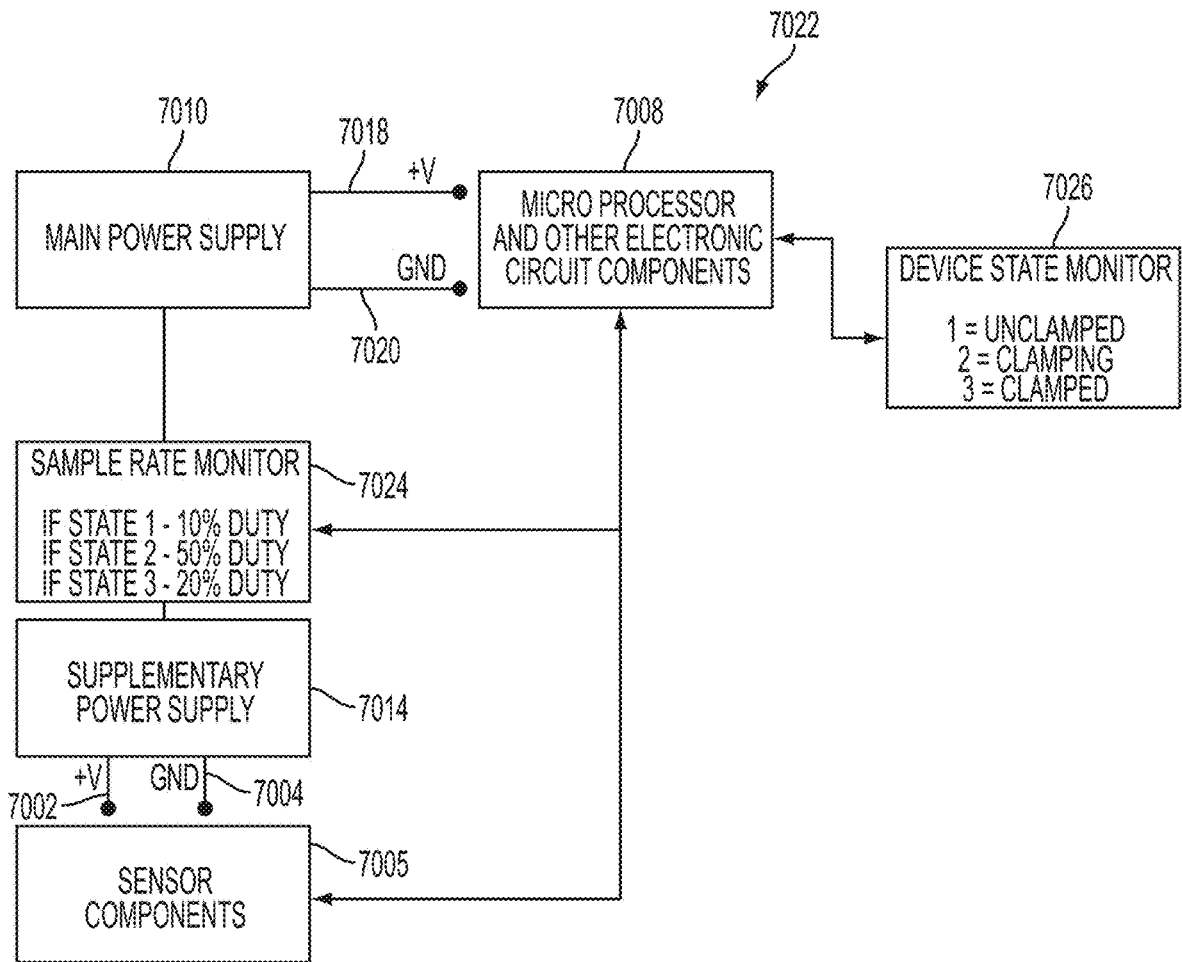 7022
7010
7018
+V
7008
MAIN POWER SUPPLY
MICRO PROCESSOR
AND OTHER ELECTRONIC
CIRCUIT COMPONENTS
7026
GND
7020
DEVICE STATE MONITOR
1 = UNCLAMPED
2 = CLAMPING
3 = CLAMPED
SAMPLE RATE MONITOR
7024
IF STATE 1 - 10% DUTY
IF STATE 2 - 50% DUTY
IF STATE 3 - 20% DUTY
SUPPLEMENTARY
POWER SUPPLY
7014
+V
GND
7002
7004
7005
SENSOR
COMPONENTS